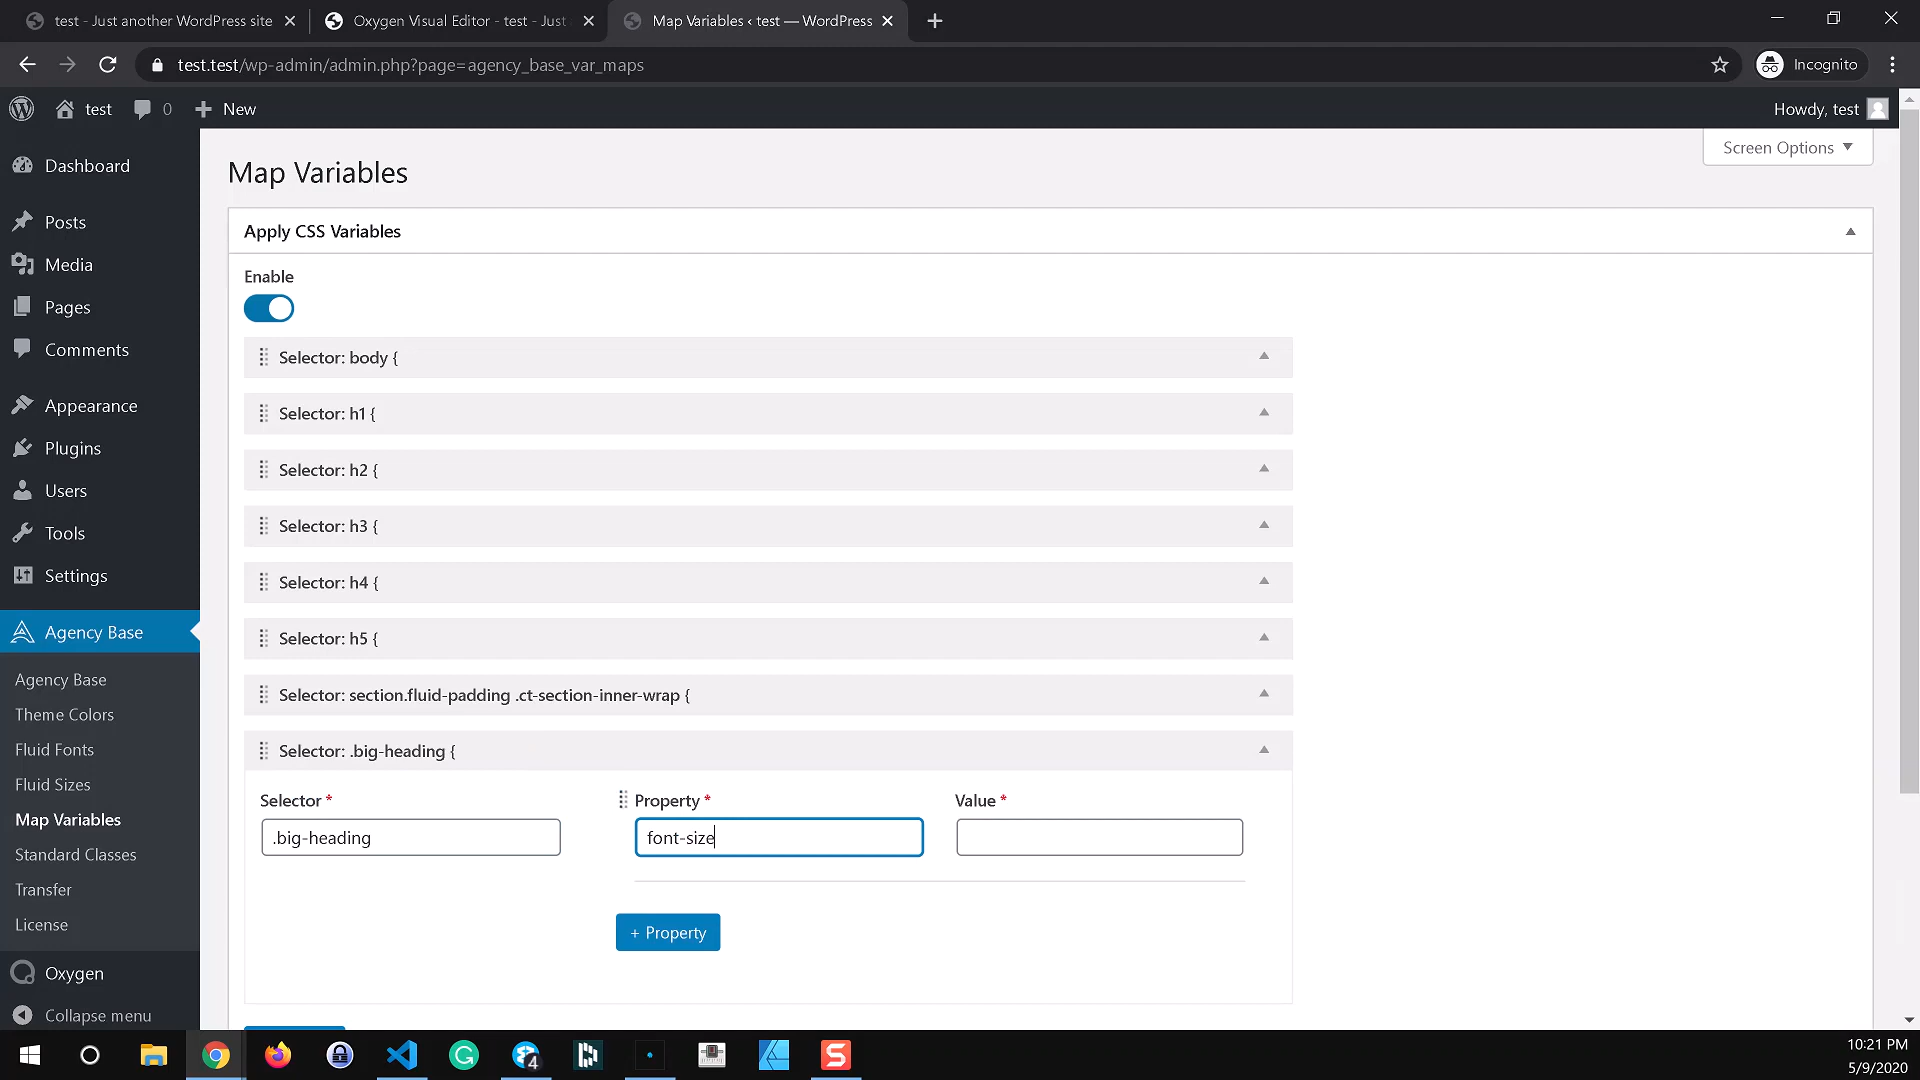 test - Just another WordPress site
Oxygen Visual Editor - test - Just
Map Variables ‹ test — WordPress
test.test/wp-admin/admin.php?page=agency_base_var_maps
Incognito
test
0
New
Howdy, test
Screen Options
Dashboard
Posts
Media
Pages
Comments
Appearance
Plugins
Users
Tools
Settings
Agency Base
Agency Base
Theme Colors
Fluid Fonts
Fluid Sizes
Map Variables
Standard Classes
Transfer
License
Oxygen
Collapse menu
Map Variables
Apply CSS Variables
Enable
Selector: body {
Selector: h1 {
Selector: h2 {
Selector: h3 {
Selector: h4 {
Selector: h5 {
Selector: section.fluid-padding .ct-section-inner-wrap {
Selector: .big-heading {
Selector *
Property *
Value *
.big-heading
font-size
+ Property
4
10:21 PM
5/9/2020